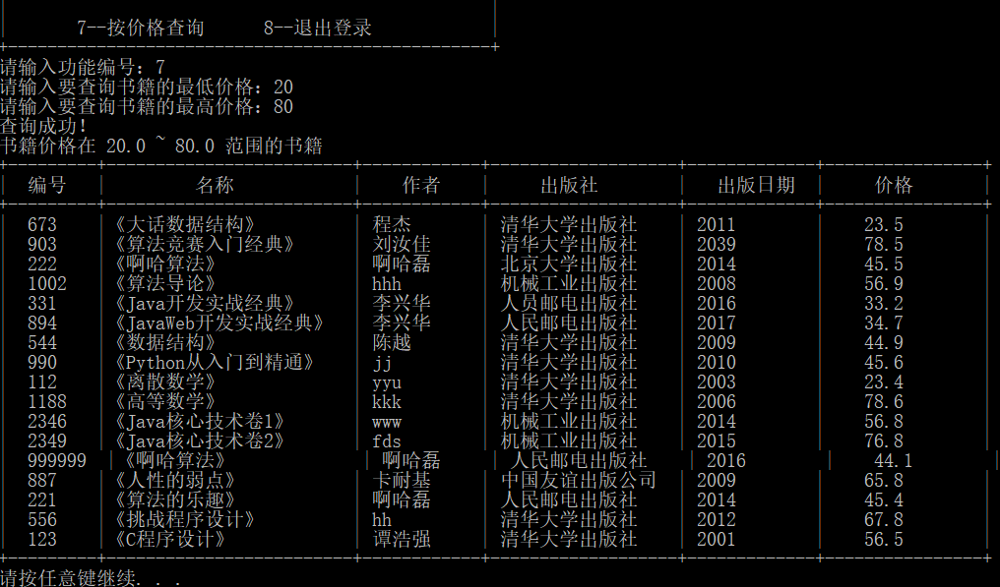 7--按价格查询 8--退出登录
请输入功能编号：7
请输入要查询书籍的最低价格：20
请输入要查询书籍的最高价格：80
查询成功！
书籍价格在 20.0 ~ 80.0 范围的书籍
编号 名称 作者 出版社 出版日期 价格
673 《大话数据结构》 程杰 清华大学出版社 2011 23.5
903 《算法竞赛入门经典》 刘汝佳 清华大学出版社 2039 78.5
222 《啊哈算法》 啊哈磊 北京大学出版社 2014 45.5
1002 《算法导论》 hhh 机械工业出版社 2008 56.9
331 《Java开发实战经典》 李兴华 人员邮电出版社 2016 33.2
894 《JavaWeb开发实战经典》 李兴华 人民邮电出版社 2017 34.7
544 《数据结构》 陈越 清华大学出版社 2009 44.9
990 《Python从入门到精通》 jj 清华大学出版社 2010 45.6
112 《离散数学》 yyu 清华大学出版社 2003 23.4
1188 《高等数学》 kkk 清华大学出版社 2006 78.6
2346 《Java核心技术卷1》 www 机械工业出版社 2014 56.8
2349 《Java核心技术卷2》 fds 机械工业出版社 2015 76.8
999999 《啊哈算法》 啊哈磊 人民邮电出版社 2016 44.1
887 《人性的弱点》 卡耐基 中国友谊出版公司 2009 65.8
221 《算法的乐趣》 啊哈磊 人民邮电出版社 2014 45.4
556 《挑战程序设计》 hh 清华大学出版社 2012 67.8
123 《C程序设计》 谭浩强 清华大学出版社 2001 56.5
请按任意键继续. . .